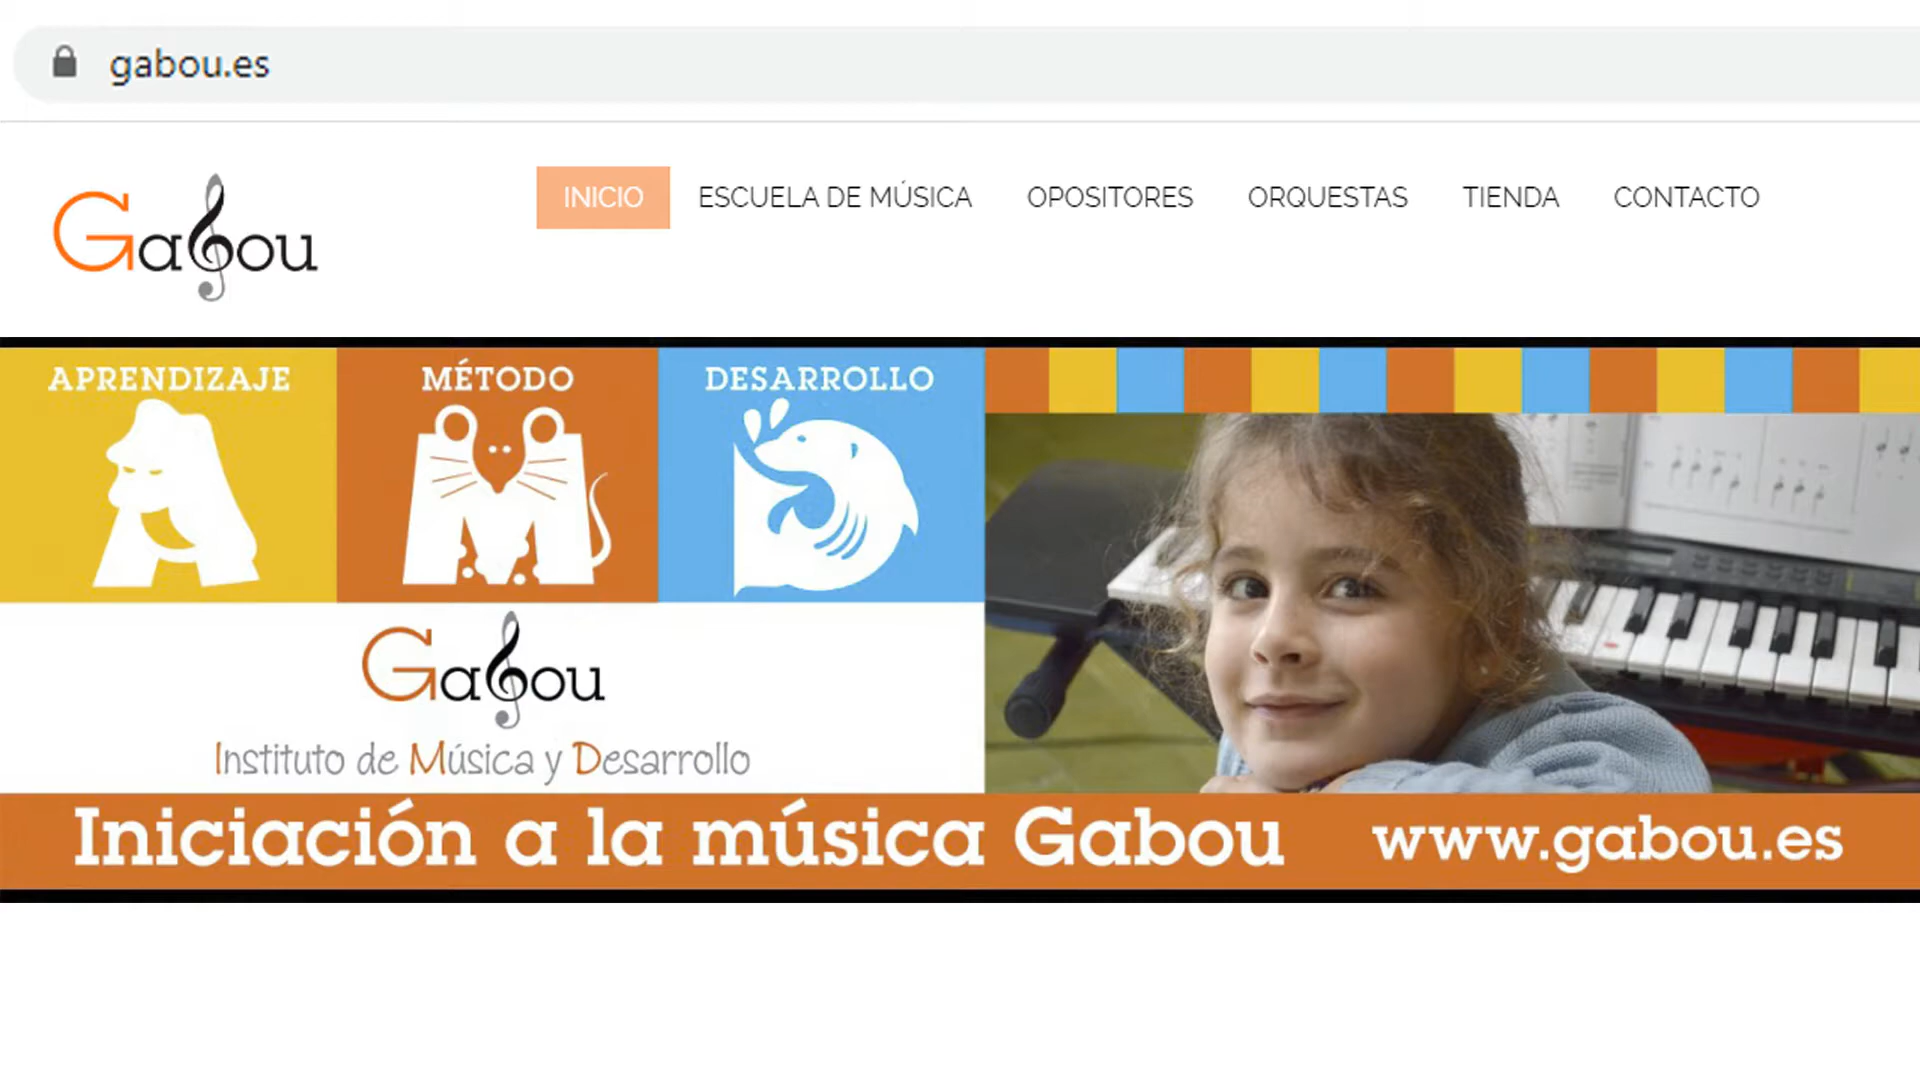 gabou.es
Gabou
INICIO ESCUELA DE MÚSICA OPOSITORES ORQUESTAS TIENDA CONTACTO
APRENDIZAJE MÉTODO DESARROLLO
Gabou
Instituto de Música y Desarrollo
Iniciación a la música Gabou www.gabou.es